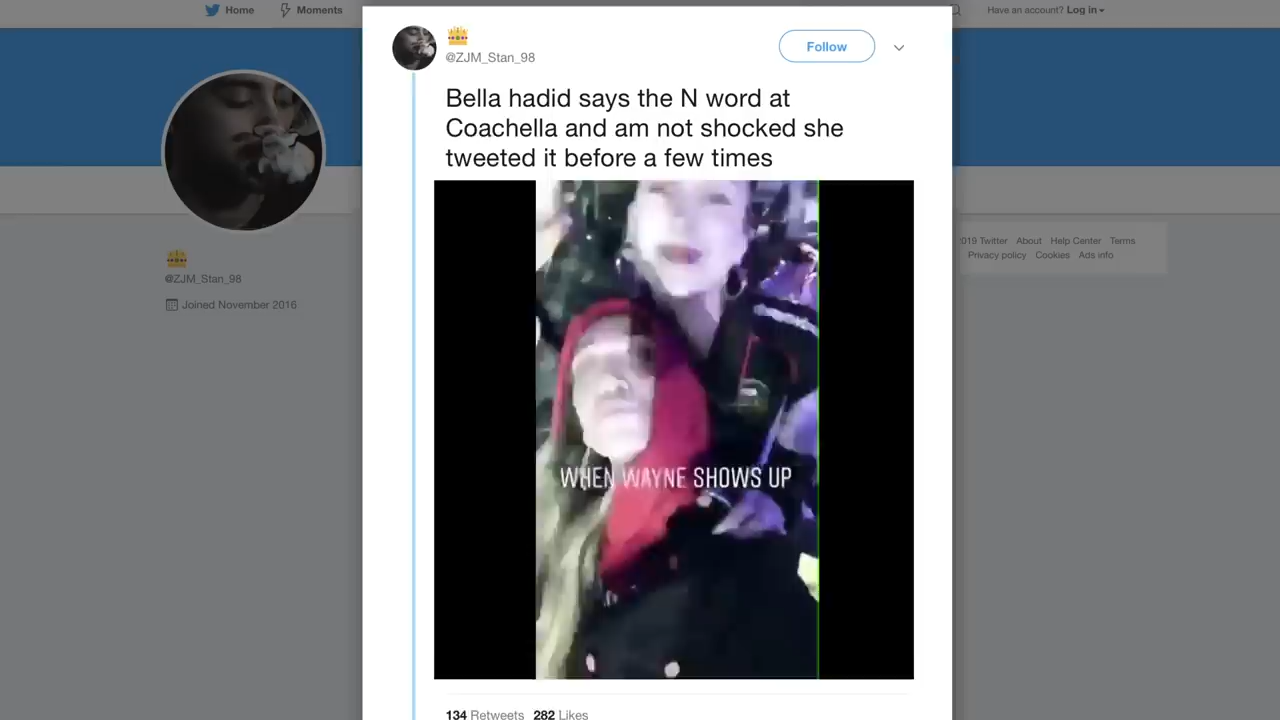 Home
Moments
Have an account? Log in
@ZJM_Stan_98
Follow
Bella hadid says the N word at
Coachella and am not shocked she
tweeted it before a few times
WHEN WAYNE SHOWS UP
134 Retweets 282 Likes
@ZJM_Stan_98
Joined November 2016
2019 Twitter About Help Center Terms
Privacy policy Cookies Ads info